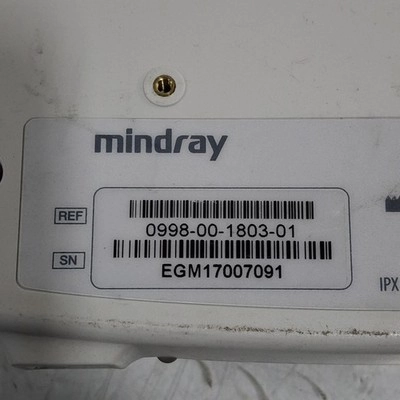 mindray
REF
0998-00-1803-01
SN
EGM17007091
IPX